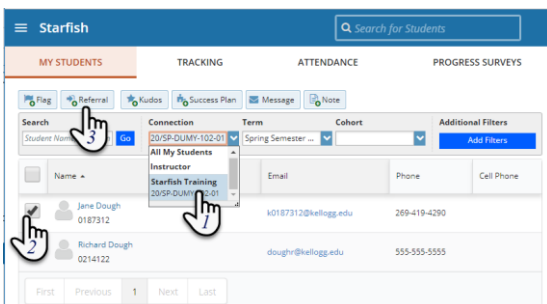 Starfish
Search for Students
MY STUDENTS TRACKING ATTENDANCE PROGRESS SURVEYS
Flag Referral Kudos Success Plan Message Note
Search Connection Term Cohort Additional Filters
Student Nam Go 20/SP-DUMY-102-01 Spring Semester ... Add Filters
All My Students
Instructor
Starfish Training
20/SP-DUMY-102-01
Name Email Phone Cell Phone
Jane Dough k0187312@kellogg.edu 269-419-4290
0187312
Richard Dough doughr@kellogg.edu 555-555-5555
0214122
First Previous 1 Next Last
3
1
2